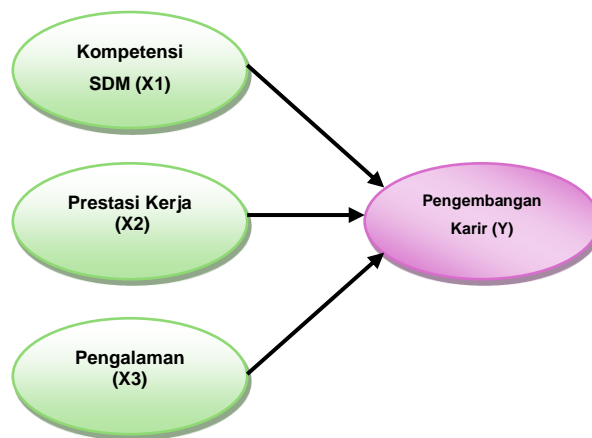 Kompetensi
SDM (X1)
Prestasi Kerja
(X2)
Pengembangan
Karir (Y)
Pengalaman
(X3)